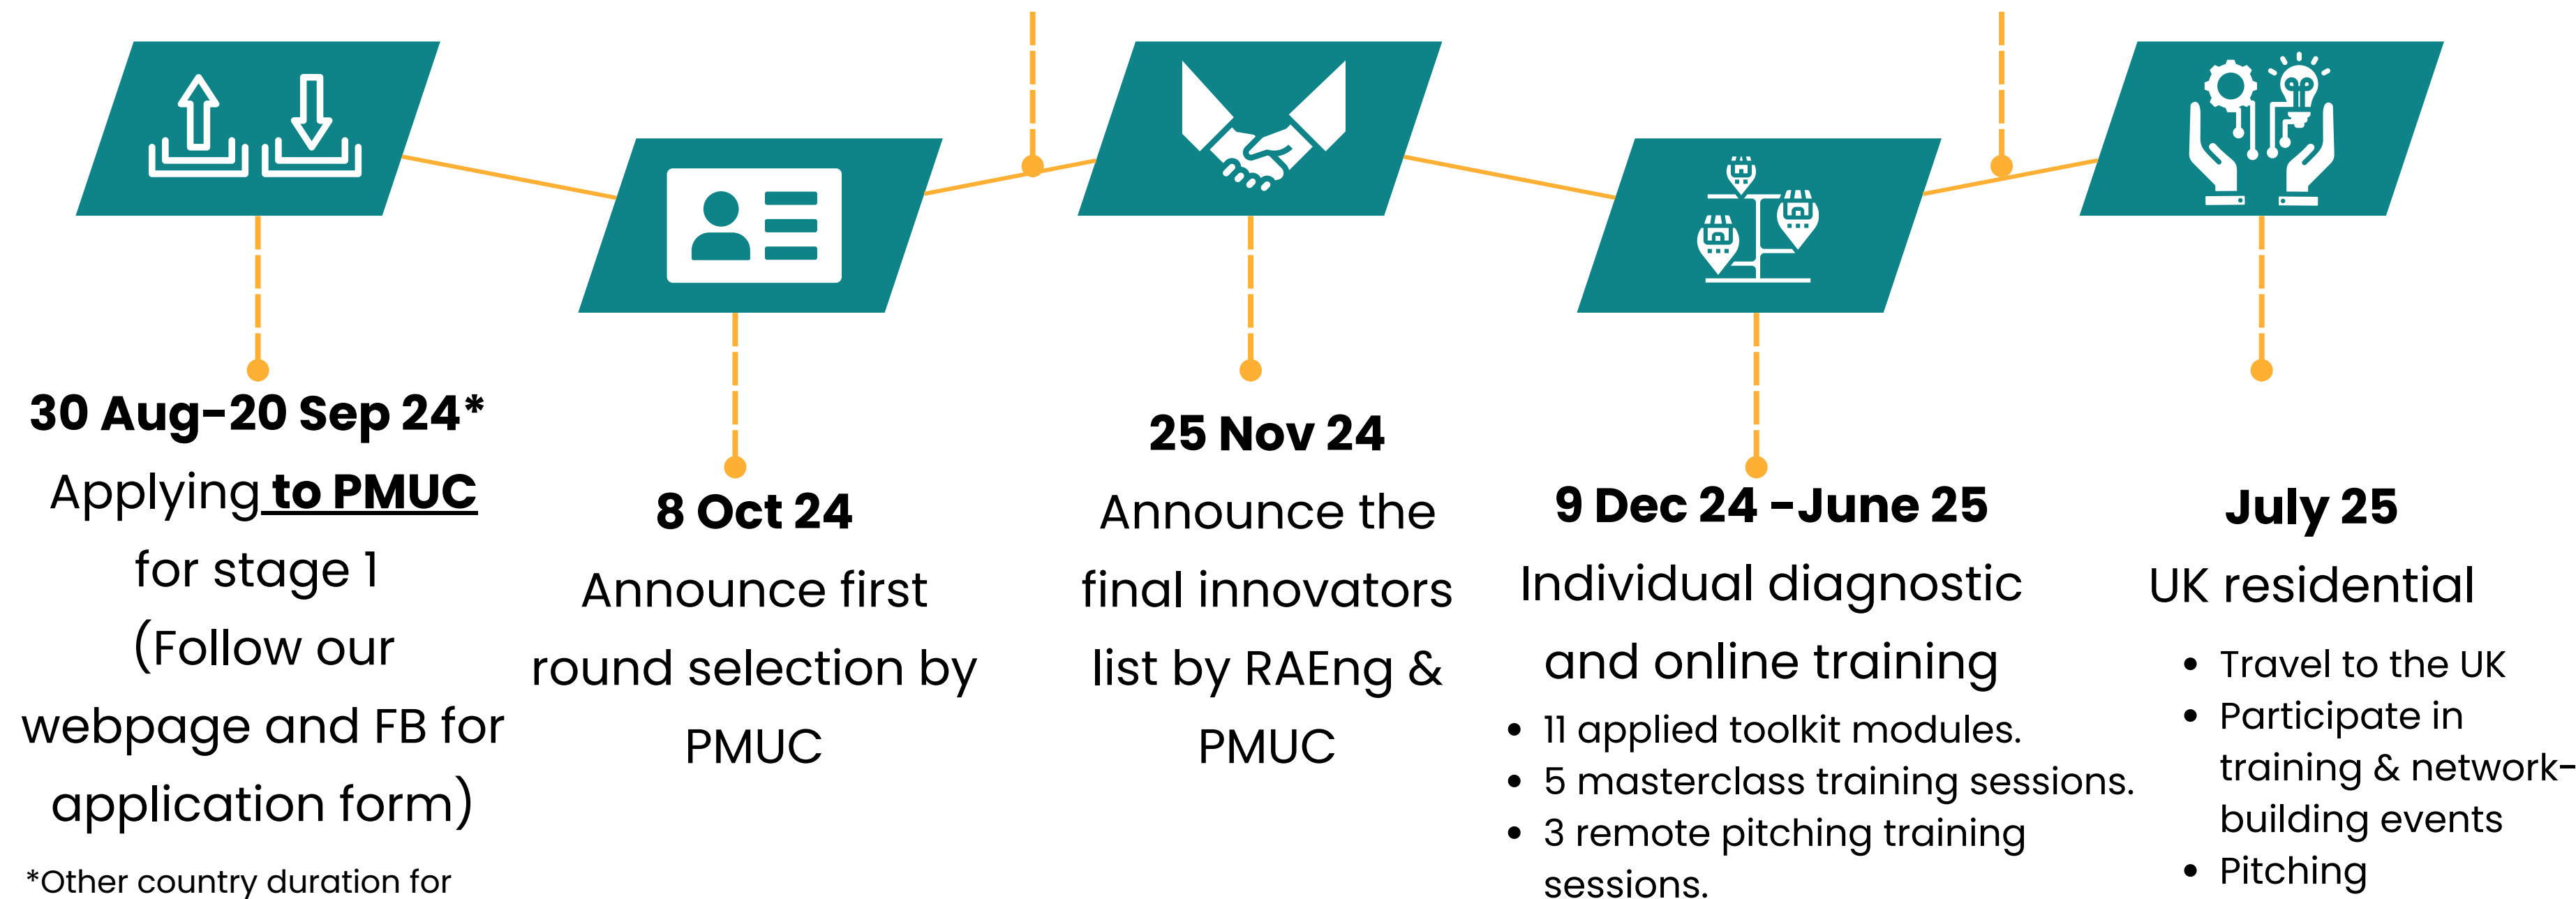 30 Aug-20 Sep 24*
Applying to PMUC
for stage 1
(Follow our
webpage and FB for
application form)
*Other country duration for
8 Oct 24
Announce first
round selection by
PMUC
25 Nov 24
Announce the
final innovators
list by RAEng &
PMUC
9 Dec 24 -June 25
Individual diagnostic
and online training
• 11 applied toolkit modules.
• 5 masterclass training sessions.
• 3 remote pitching training
sessions.
July 25
UK residential
• Travel to the UK
• Participate in
training & network-
building events
• Pitching